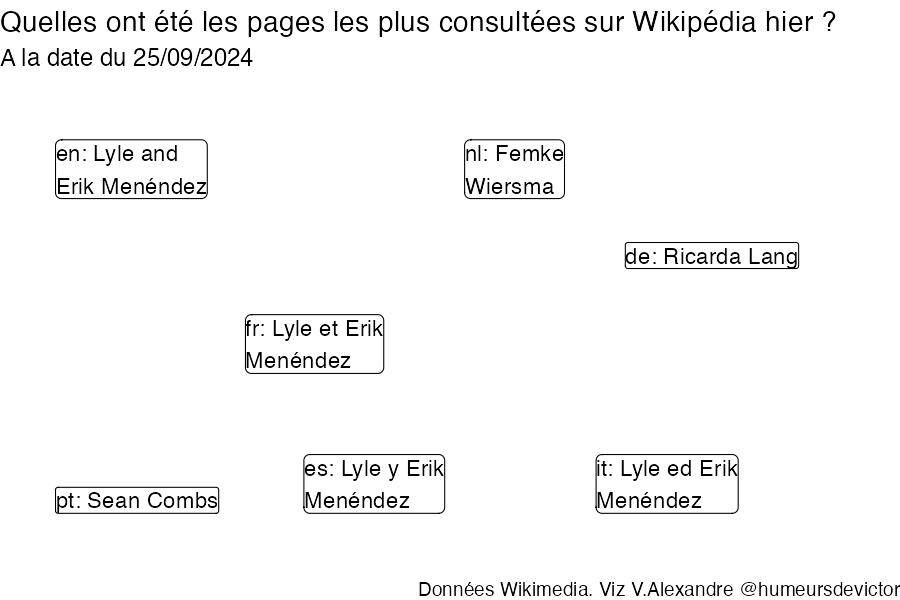 Quelles ont été les pages les plus consultées sur Wikipédia hier ?
A la date du 25/09/2024
en: Lyle and
Erik Menéndez
nl: Femke
Wiersma
de: Ricarda Lang
fr: Lyle et Erik
Menéndez
pt: Sean Combs
es: Lyle y Erik
Menéndez
it: Lyle ed Erik
Menéndez
Données Wikimedia. Viz V.Alexandre @humeursdevictor